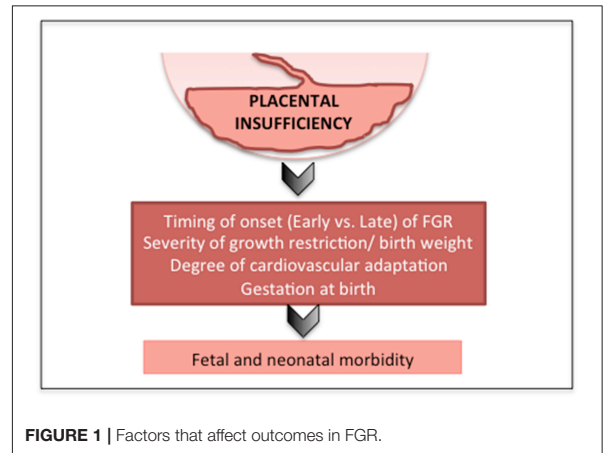 PLACENTAL
INSUFFICIENCY
Timing of onset (Early vs. Late) of FGR
Severity of growth restriction/ birth weight
Degree of cardiovascular adaptation
Gestation at birth
Fetal and neonatal morbidity
FIGURE 1 | Factors that affect outcomes in FGR.